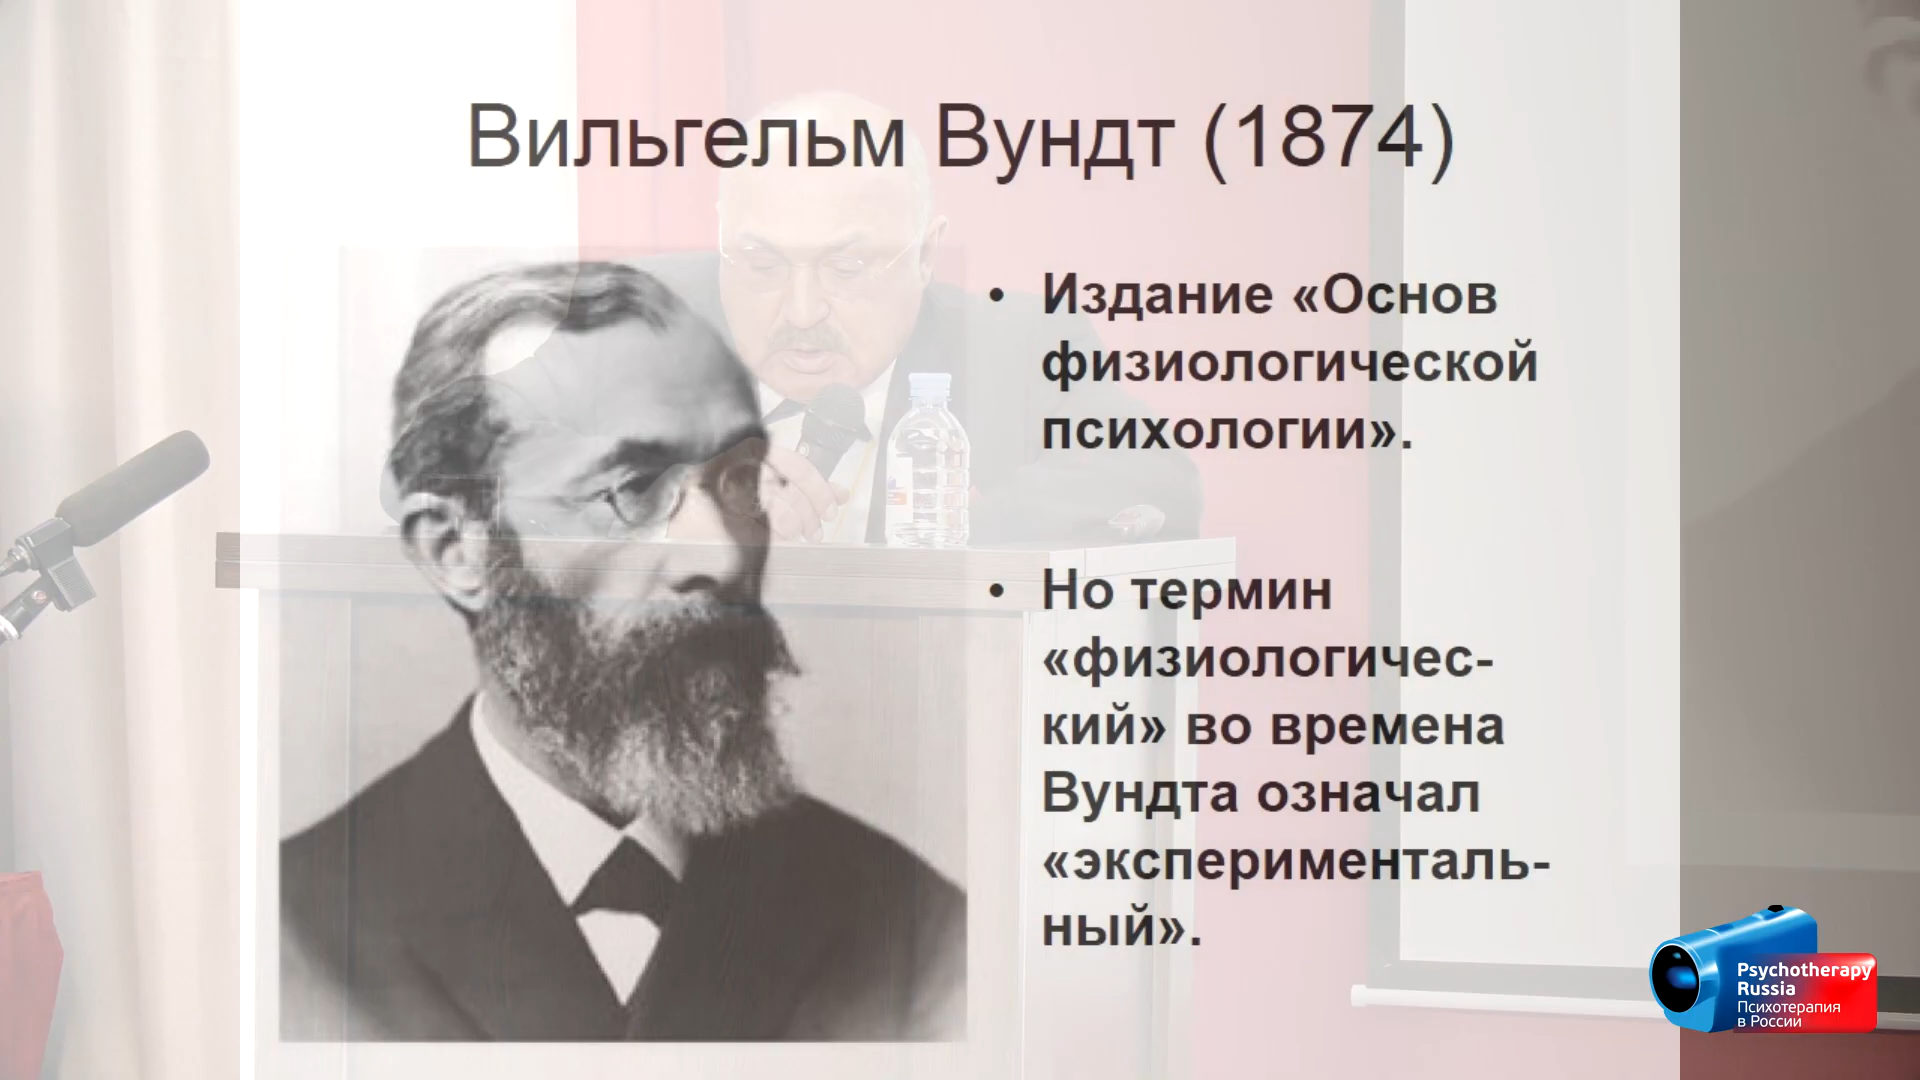 Вильгельм Вундт (1874)
• Издание «Основ
физиологической
психологии».
• Но термин
«физиологичес-
кий» во времена
Вундта означал
«эксперименталь-
ный».
Psychotherapy
Russia
Психотерапия
в России